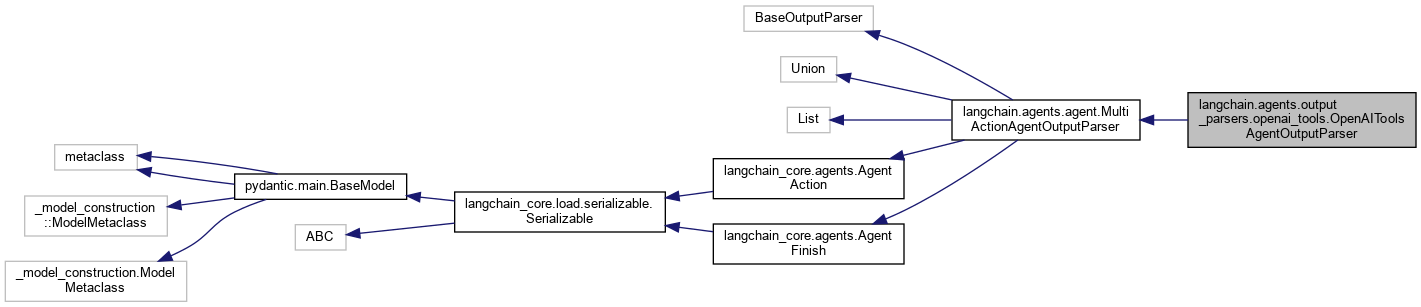 BaseOutputParser
Union
List
langchain.agents.agent.Multi
ActionAgentOutputParser
langchain.agents.output
_parsers.openai_tools.OpenAITools
AgentOutputParser
metaclass
pydantic.main.BaseModel
_model_construction
::ModelMetaclass
_model_construction.Model
Metaclass
ABC
langchain_core.load.serializable.
Serializable
langchain_core.agents.Agent
Action
langchain_core.agents.Agent
Finish